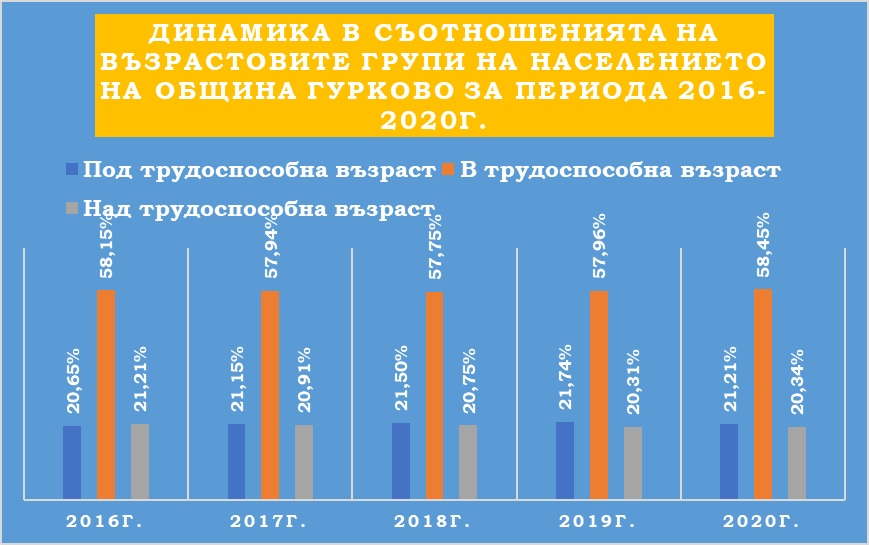 ДИНАМИКА В СЪОТНОШЕНИЯТА НА
ВЪЗРАСТОВИТЕ ГРУПИ НА НАСЕЛЕНИЕТО
НА ОБЩИНА ГУРКОВО ЗА ПЕРИОДА 2016-
2020Г.
Под трудоспособна възраст
В трудоспособна възраст
Над трудоспособна възраст
20,65%
58,15%
21,21%
21,15%
57,94%
20,91%
21,50%
57,75%
20,75%
21,74%
57,96%
20,31%
21,21%
58,45%
20,34%
2016Г.
2017Г.
2018Г.
2019Г.
2020Г.